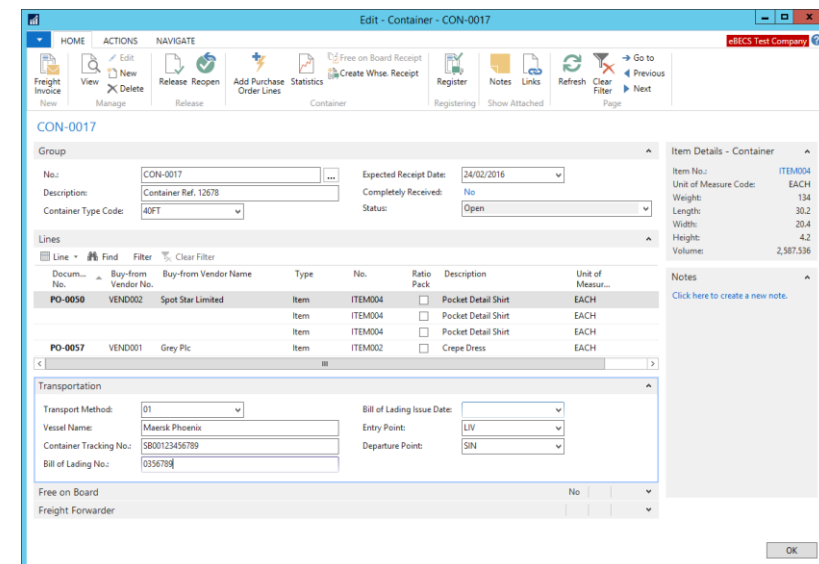 Edit - Container - CON-0017
HOME ACTIONS NAVIGATE
eBECS Test Company
Freight Invoice
View
Edit
New
Delete
Release Reopen
Add Purchase Order Lines
Statistics
Free on Board Receipt
Create Whse. Receipt
Register
Notes Links
Refresh
Clear Filter
Go to
Previous
Next
New Manage Release Container Registering Show Attached Page
CON-0017
Group
No.: CON-0017 ...
Description: Container Ref. 12678
Container Type Code: 40FT
Expected Receipt Date: 24/02/2016
Completely Received: No
Status: Open
Lines
Line Find Filter Clear Filter
Docum... No. Buy-from Vendor No. Buy-from Vendor Name Type No. Ratio Pack Description Unit of Measur...
PO-0050 VEND002 Spot Star Limited Item ITEM004 Pocket Detail Shirt EACH
Item ITEM004 Pocket Detail Shirt EACH
Item ITEM004 Pocket Detail Shirt EACH
PO-0057 VEND001 Grey Plc Item ITEM002 Crepe Dress EACH
Transportation
Transport Method: 01
Vessel Name: Maersk Phoenix
Container Tracking No.: SB00123456789
Bill of Lading No.: 0356789
Bill of Lading Issue Date:
Entry Point: LIV
Departure Point: SIN
Free on Board No
Freight Forwarder
Item Details - Container
Item No.: ITEM004
Unit of Measure Code: EACH
Weight: 134
Length: 30.2
Width: 20.4
Height: 4.2
Volume: 2,587.536
Notes
Click here to create a new note.
OK